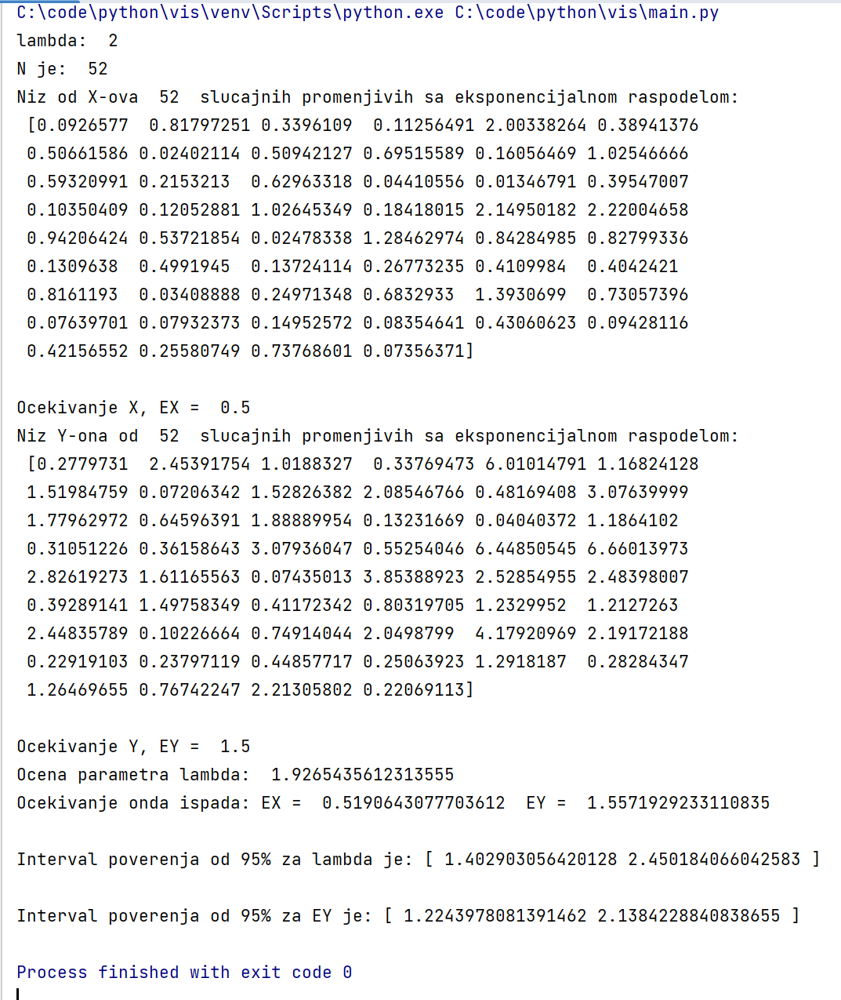 C:\code\python\vis\venv\Scripts\python.exe C:\code\python\vis\main.py
lambda:  2
N je:  52
Niz od X-ova  52  slucajnih promenjivih sa eksponencijalnom raspodelom:
 [0.0926577  0.81797251 0.3396109  0.11256491 2.00338264 0.38941376
 0.50661586 0.02402114 0.50942127 0.69515589 0.16056469 1.02546666
 0.59320991 0.2153213  0.62963318 0.04410556 0.01346791 0.39547007
 0.10350409 0.12052881 1.02645349 0.18418015 2.14950182 2.22004658
 0.94206424 0.53721854 0.02478338 1.28462974 0.84284985 0.82799336
 0.1309638  0.4991945  0.13724114 0.26773235 0.4109984  0.4042421
 0.8161193  0.03408888 0.24971348 0.6832933  1.3930699  0.73057396
 0.07639701 0.07932373 0.14952572 0.08354641 0.43060623 0.09428116
 0.42156552 0.25580749 0.73768601 0.07356371]

Ocekivanje X, EX =  0.5
Niz Y-ona od  52  slucajnih promenjivih sa eksponencijalnom raspodelom:
 [0.2779731  2.45391754 1.0188327  0.33769473 6.01014791 1.16824128
 1.51984759 0.07206342 1.52826382 2.08546766 0.48169408 3.07639999
 1.77962972 0.64596391 1.88889954 0.13231669 0.04040372 1.1864102
 0.31051226 0.36158643 3.07936047 0.55254046 6.44850545 6.66013973
 2.82619273 1.61165563 0.07435013 3.85388923 2.52854955 2.48398007
 0.39289141 1.49758349 0.41172342 0.80319705 1.2329952  1.2127263
 2.44835789 0.10226664 0.74914044 2.0498799  4.17920969 2.19172188
 0.22919103 0.23797119 0.44857717 0.25063923 1.2918187  0.28284347
 1.26469655 0.76742247 2.21305802 0.22069113]

Ocekivanje Y, EY =  1.5
Ocena parametra lambda:  1.9265435612313555
Ocekivanje onda ispada: EX =  0.5190643077703612  EY =  1.5571929233110835

Interval poverenja od 95% za lambda je: [ 1.402903056420128 2.450184066042583 ]

Interval poverenja od 95% za EY je: [ 1.2243978081391462 2.1384228840838655 ]

Process finished with exit code 0